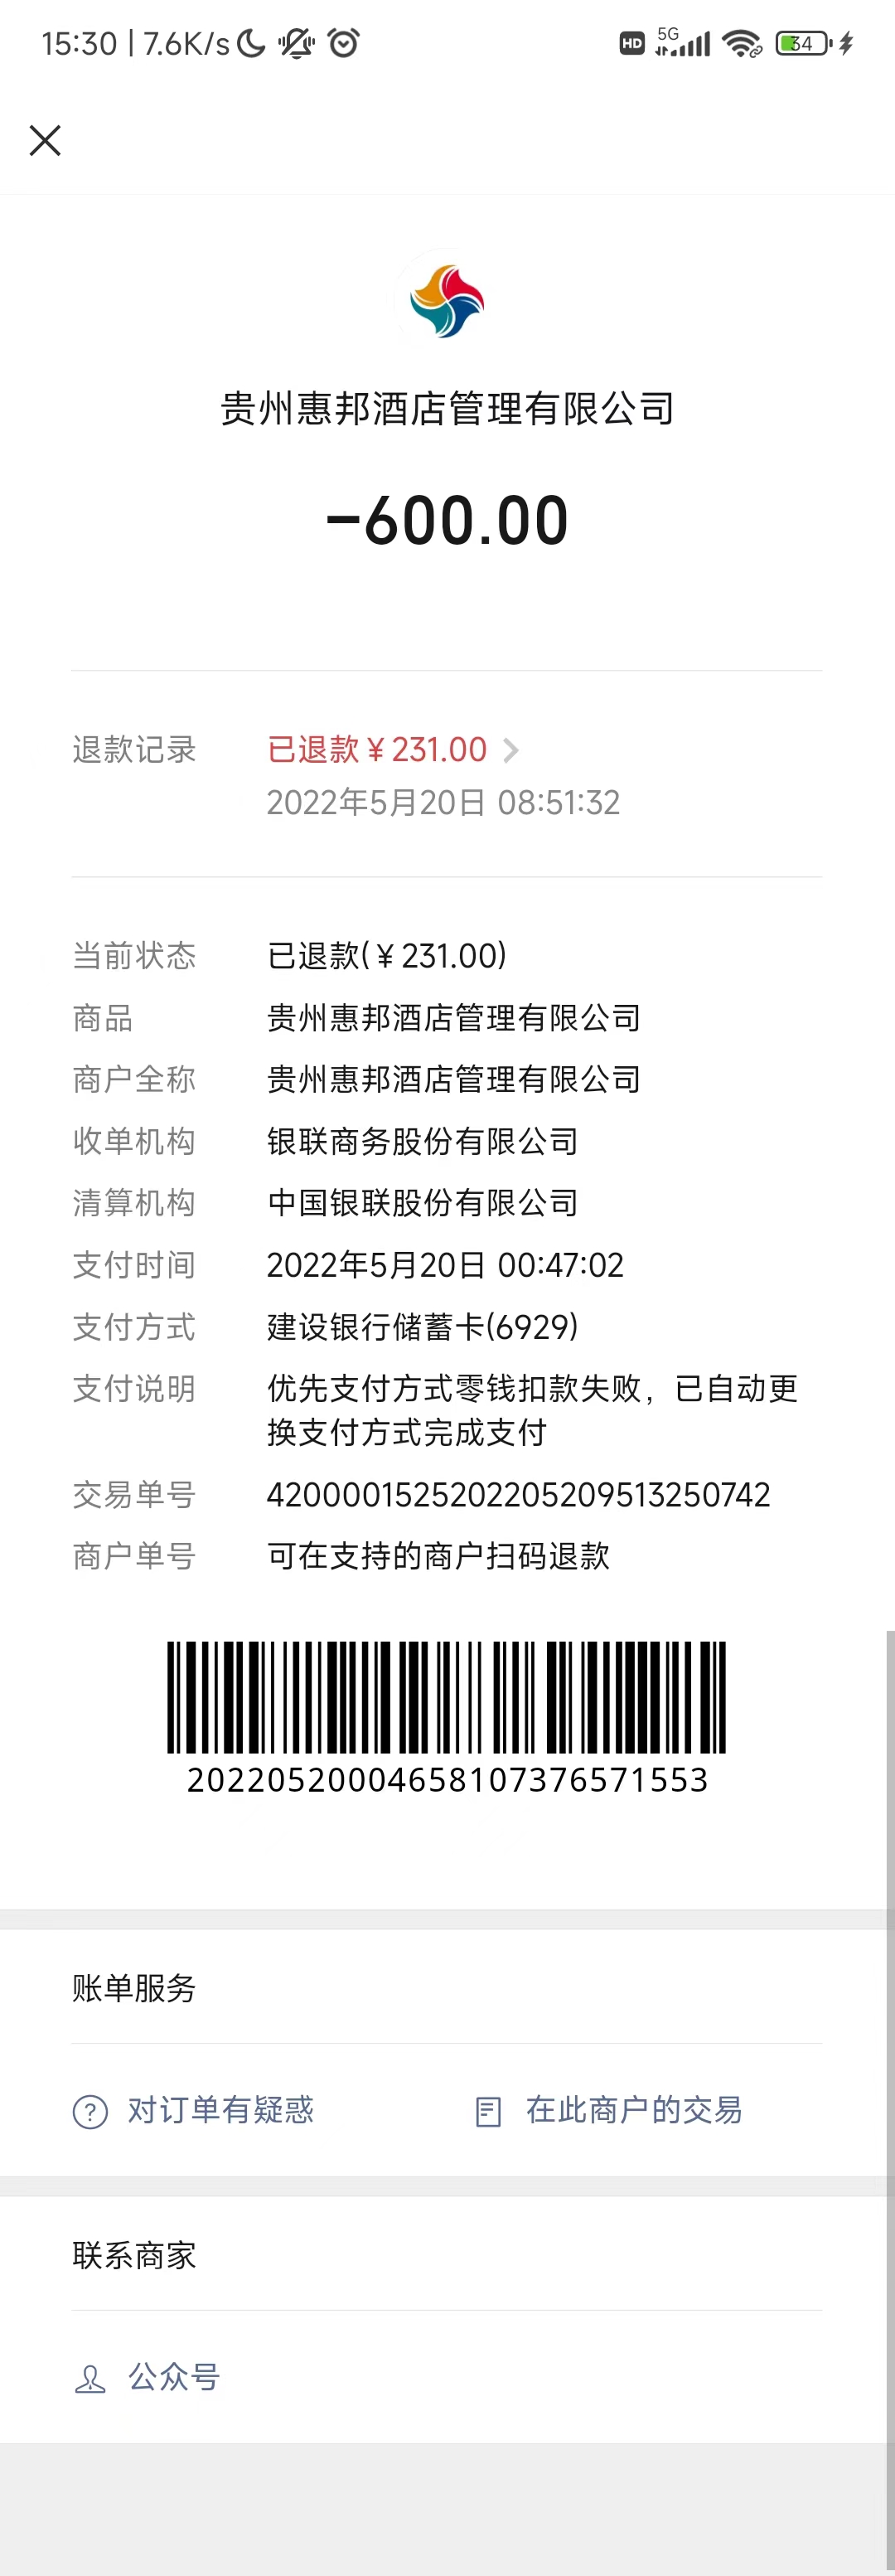 15:30 | 7.6K/s HD 5G 34
贵州惠邦酒店管理有限公司
-600.00
退款记录 已退款¥231.00
2022年5月20日 08:51:32
当前状态 已退款(¥231.00)
商品 贵州惠邦酒店管理有限公司
商户全称 贵州惠邦酒店管理有限公司
收单机构 银联商务股份有限公司
清算机构 中国银联股份有限公司
支付时间 2022年5月20日 00:47:02
支付方式 建设银行储蓄卡(6929)
支付说明 优先支付方式零钱扣款失败，已自动更
换支付方式完成支付
交易单号 4200001525202205209513250742
商户单号 可在支持的商户扫码退款
20220520004658107376571553
账单服务
对订单有疑惑 在此商户的交易
联系商家
公众号